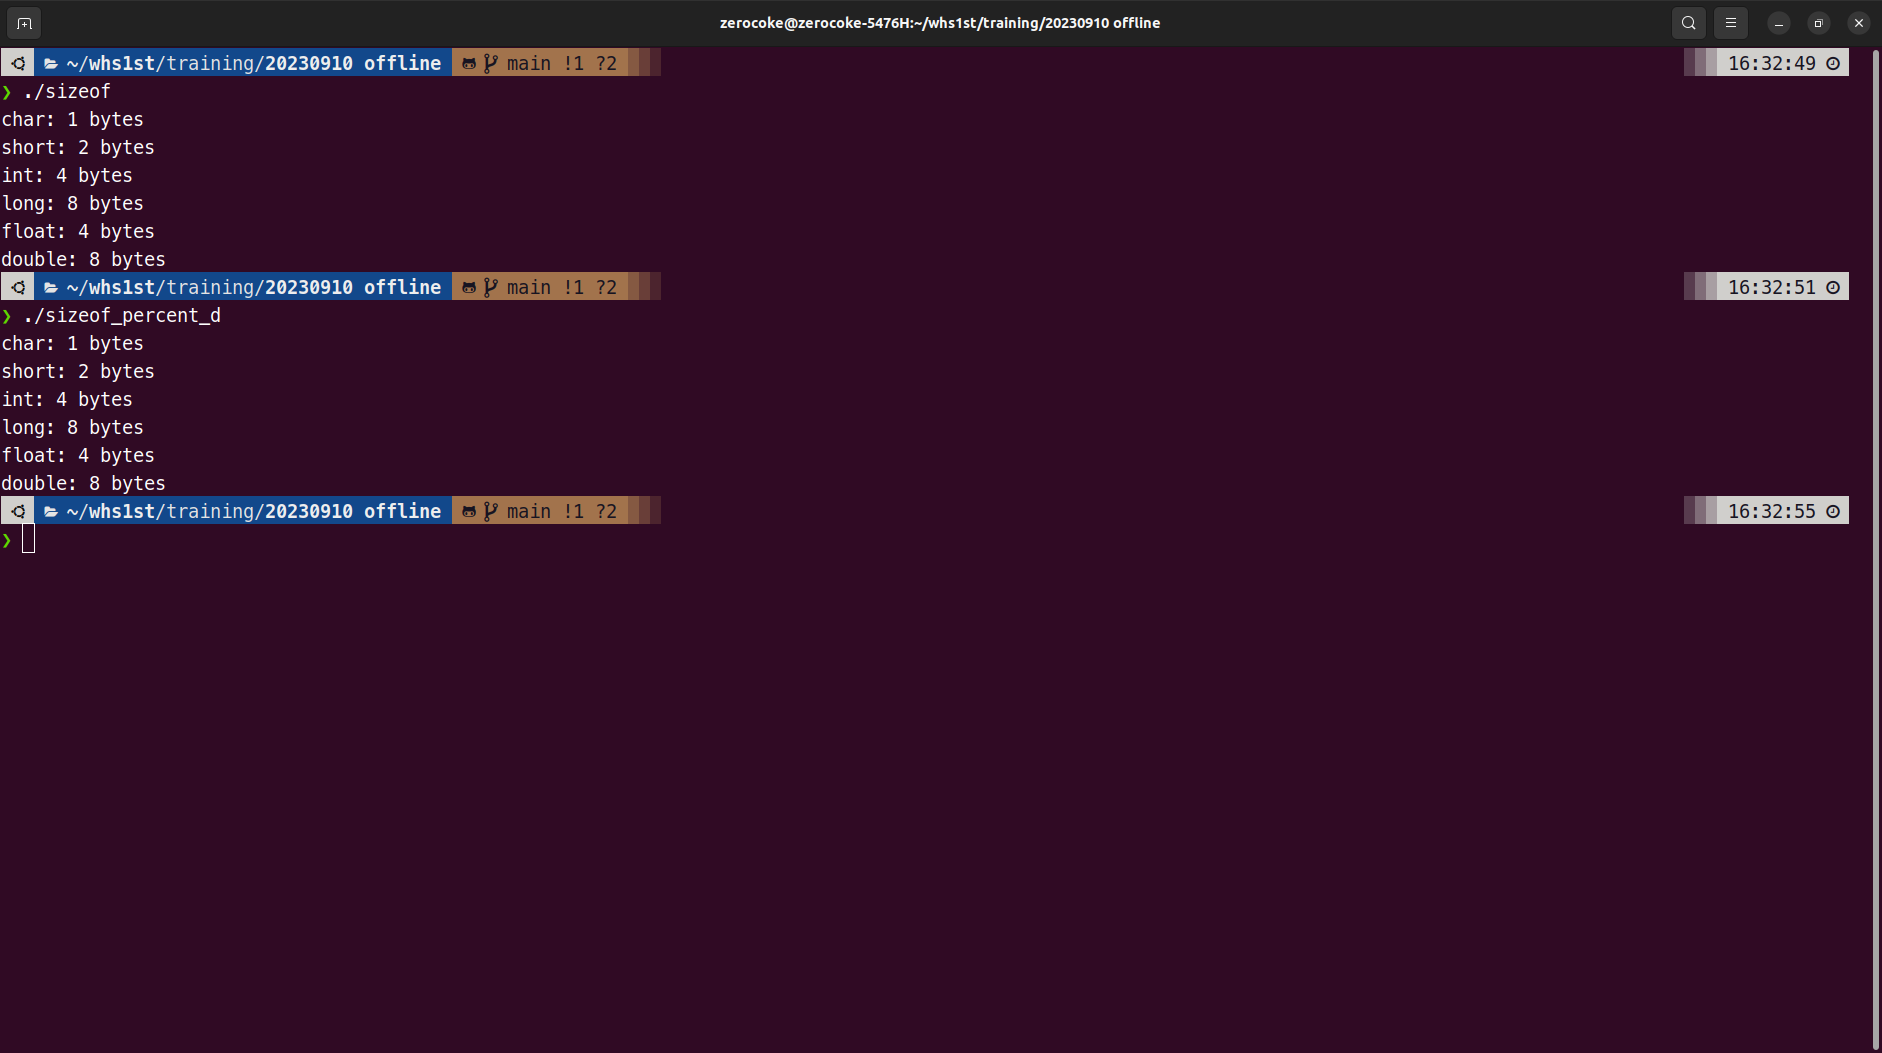 zerocoke@zerocoke-5476H:~/whs1st/training/20230910 offline
~/whs1st/training/20230910 offline main !1 ?2 16:32:49
❯ ./sizeof
char: 1 bytes
short: 2 bytes
int: 4 bytes
long: 8 bytes
float: 4 bytes
double: 8 bytes
~/whs1st/training/20230910 offline main !1 ?2 16:32:51
❯ ./sizeof_percent_d
char: 1 bytes
short: 2 bytes
int: 4 bytes
long: 8 bytes
float: 4 bytes
double: 8 bytes
~/whs1st/training/20230910 offline main !1 ?2 16:32:55
❯